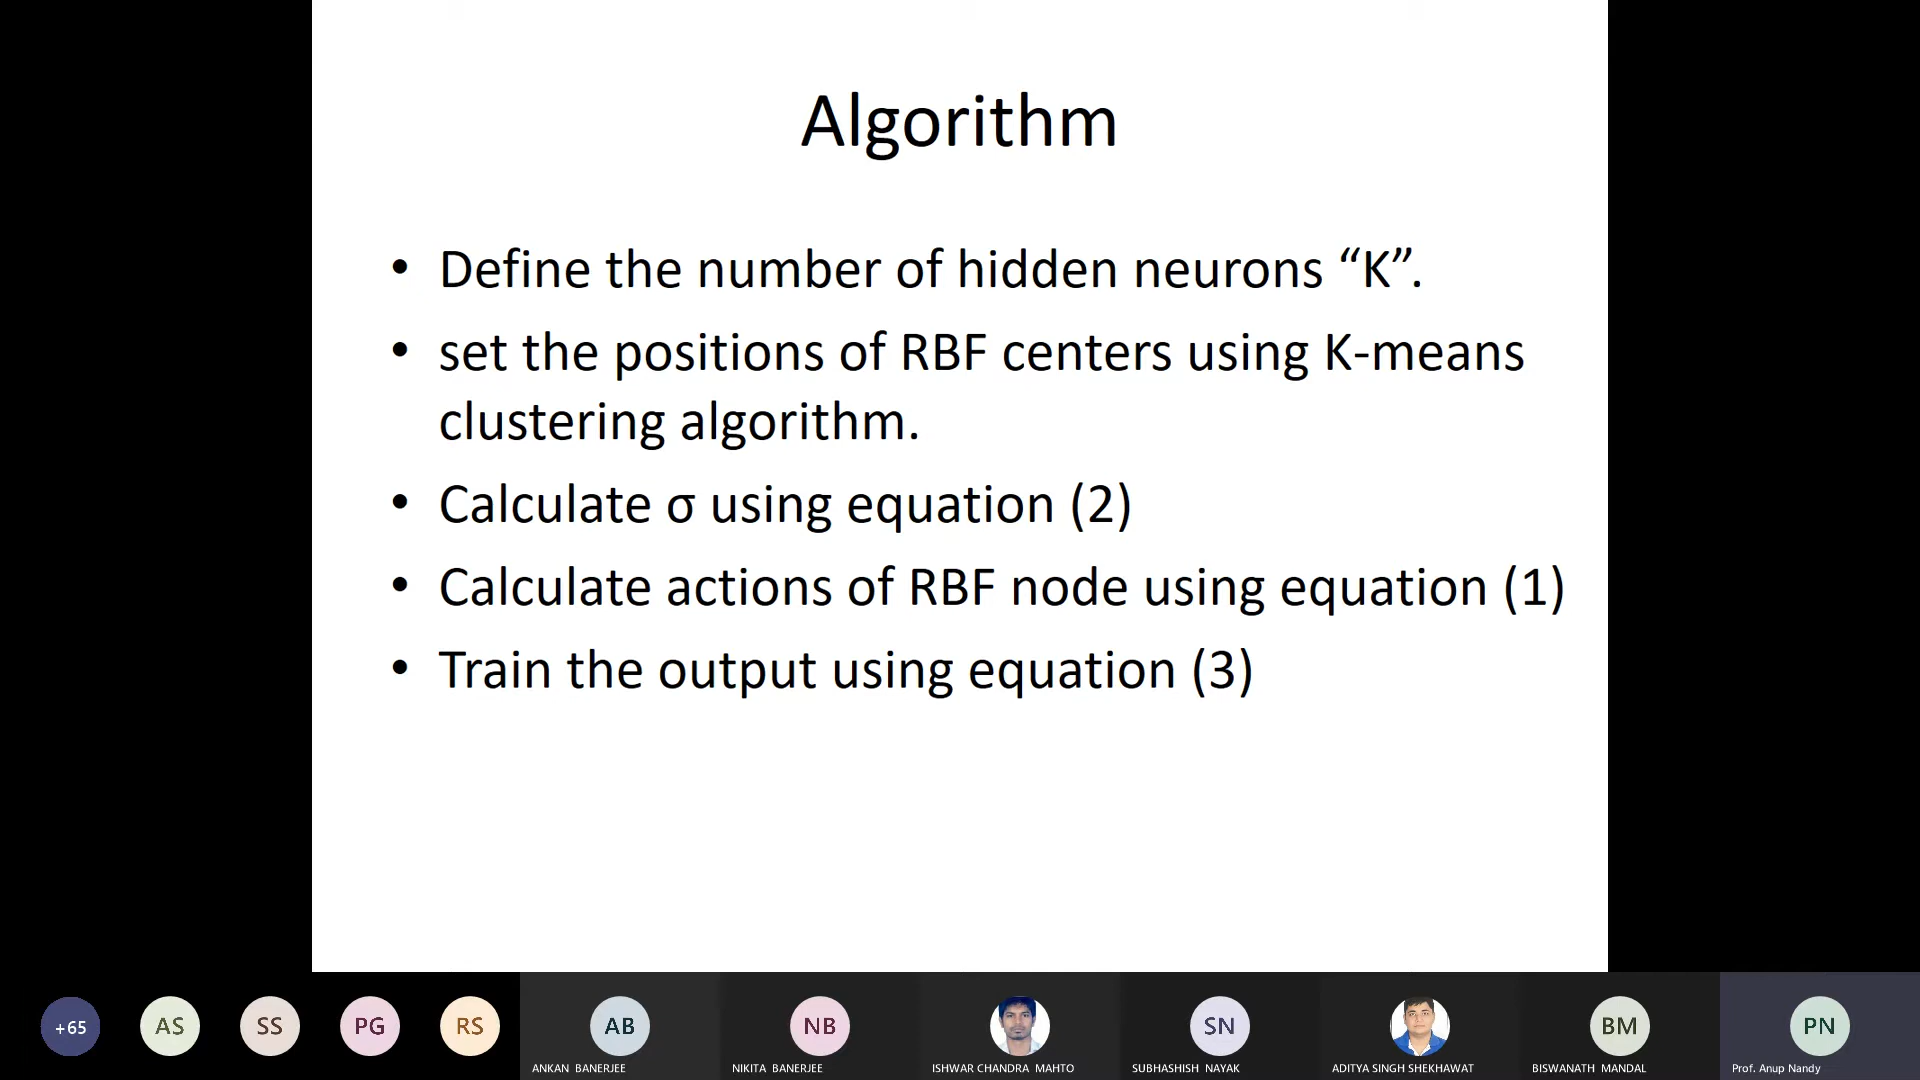 Algorithm
• Define the number of hidden neurons “K”.
• set the positions of RBF centers using K-means
clustering algorithm.
• Calculate σ using equation (2)
• Calculate actions of RBF node using equation (1)
• Train the output using equation (3)
+65
AS
SS
PG
RS
AB
NB
SN
BM
PN
ANKAN BANERJEE
NIKITA BANERJEE
ISHWAR CHANDRA MAHTO
SUBHASHISH NAYAK
ADITYA SINGH SHEKHAWAT
BISWANATH MANDAL
Prof. Anup Nandy